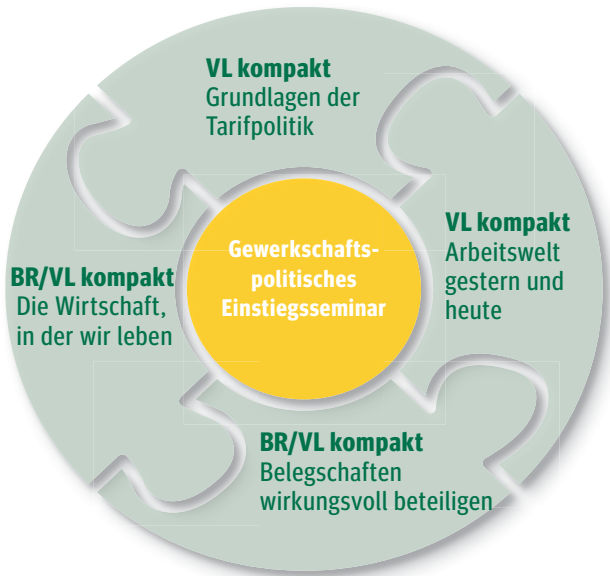 VL kompakt
Grundlagen der
Tarifpolitik
VL kompakt
Arbeitswelt
gestern und
heute
Gewerkschafts-
politisches
Einstiegsseminar
BR/VL kompakt
Die Wirtschaft,
in der wir leben
BR/VL kompakt
Belegschaften
wirkungsvoll beteiligen